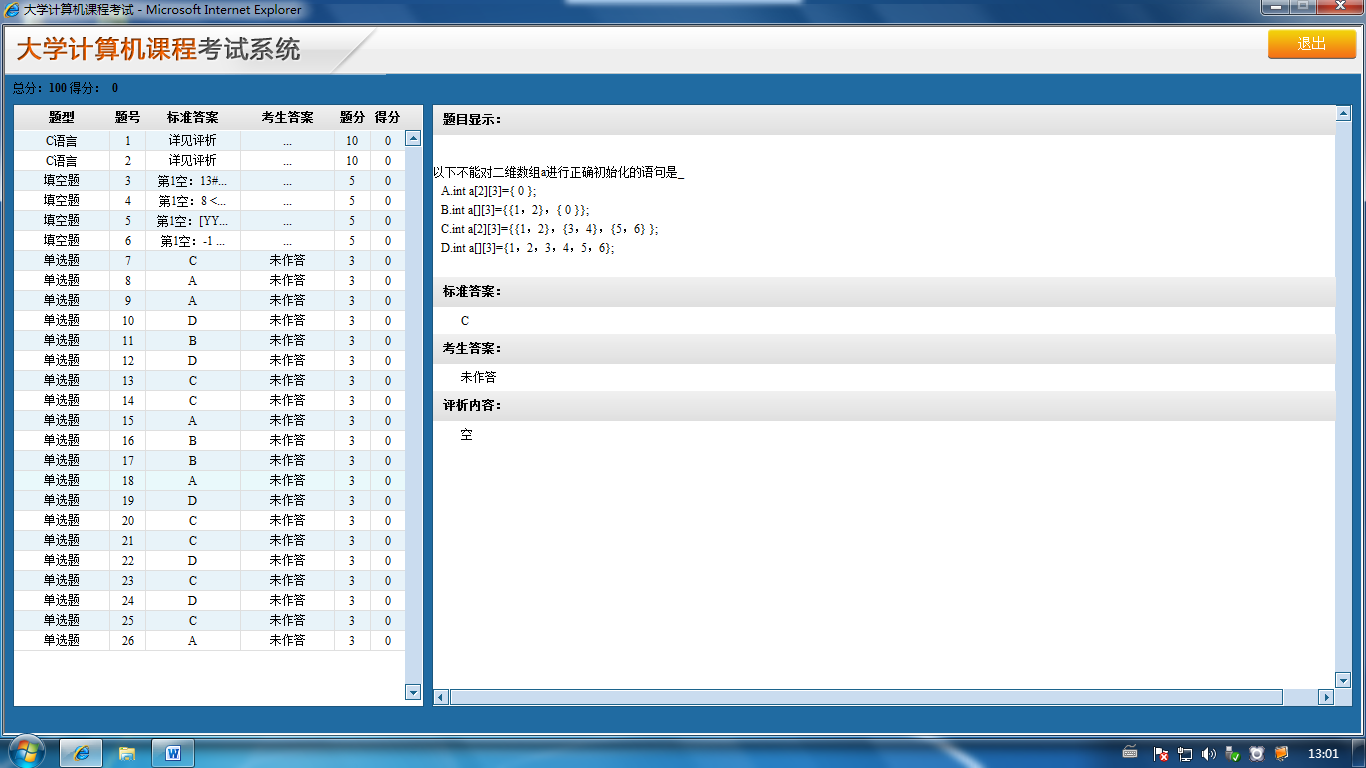 大学计算机课程考试 - Microsoft Internet Explorer
大学计算机课程考试系统
退出
总分：100 得分： 0
题型 题号 标准答案 考生答案 题分 得分
C语言 1 详见评析 ... 10 0
C语言 2 详见评析 ... 10 0
填空题 3 第1空：13#... ... 5 0
填空题 4 第1空：8 <... ... 5 0
填空题 5 第1空：[YY... ... 5 0
填空题 6 第1空：-1 ... ... 5 0
单选题 7 C 未作答 3 0
单选题 8 A 未作答 3 0
单选题 9 A 未作答 3 0
单选题 10 D 未作答 3 0
单选题 11 B 未作答 3 0
单选题 12 D 未作答 3 0
单选题 13 C 未作答 3 0
单选题 14 C 未作答 3 0
单选题 15 A 未作答 3 0
单选题 16 B 未作答 3 0
单选题 17 B 未作答 3 0
单选题 18 A 未作答 3 0
单选题 19 D 未作答 3 0
单选题 20 C 未作答 3 0
单选题 21 C 未作答 3 0
单选题 22 D 未作答 3 0
单选题 23 C 未作答 3 0
单选题 24 D 未作答 3 0
单选题 25 C 未作答 3 0
单选题 26 A 未作答 3 0
题目显示：
以下不能对二维数组a进行正确初始化的语句是_
A.int a[2][3]={ 0 };
B.int a[][3]={{1，2}，{ 0 }};
C.int a[2][3]={{1，2}，{3，4}，{5，6} };
D.int a[][3]={1，2，3，4，5，6};
标准答案：
C
考生答案：
未作答
评析内容：
空
13:01